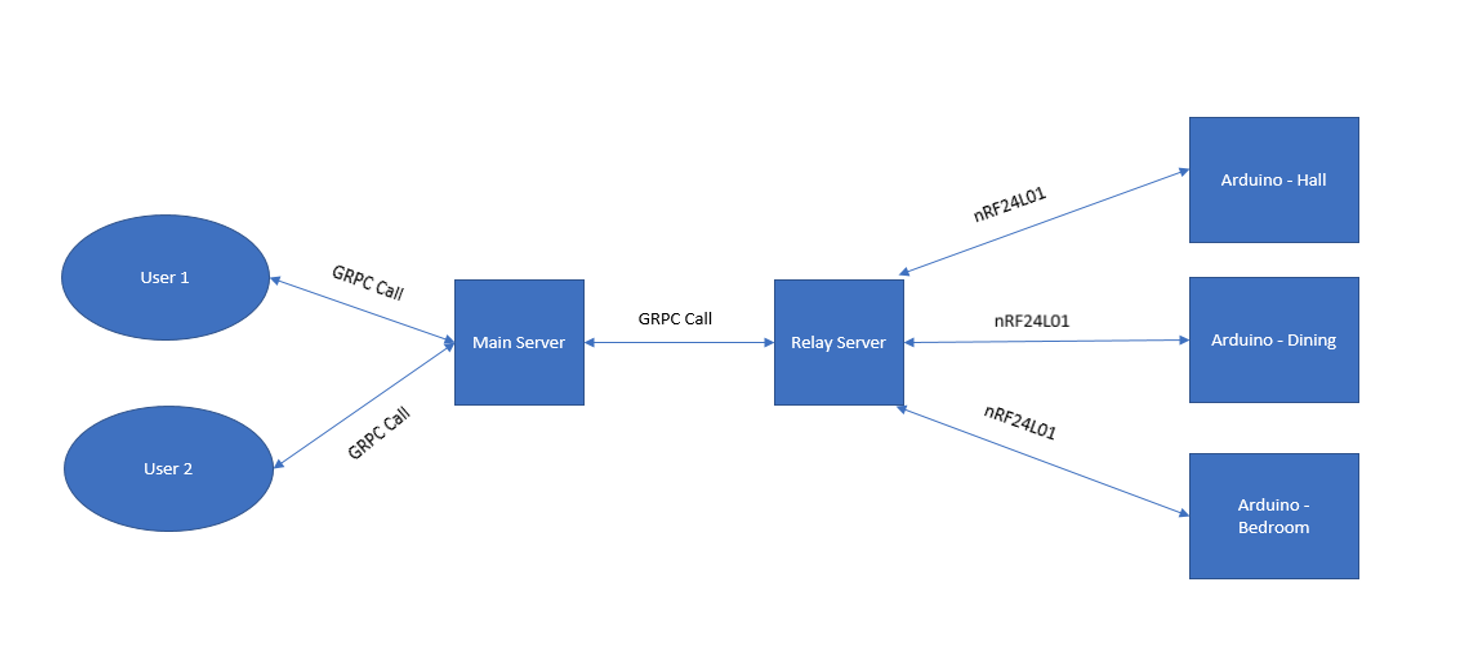 User 1
GRPC Call
User 2
GRPC Call
Main Server
GRPC Call
Relay Server
nRF24L01
nRF24L01
nRF24L01
Arduino - Hall
Arduino - Dining
Arduino -
Bedroom